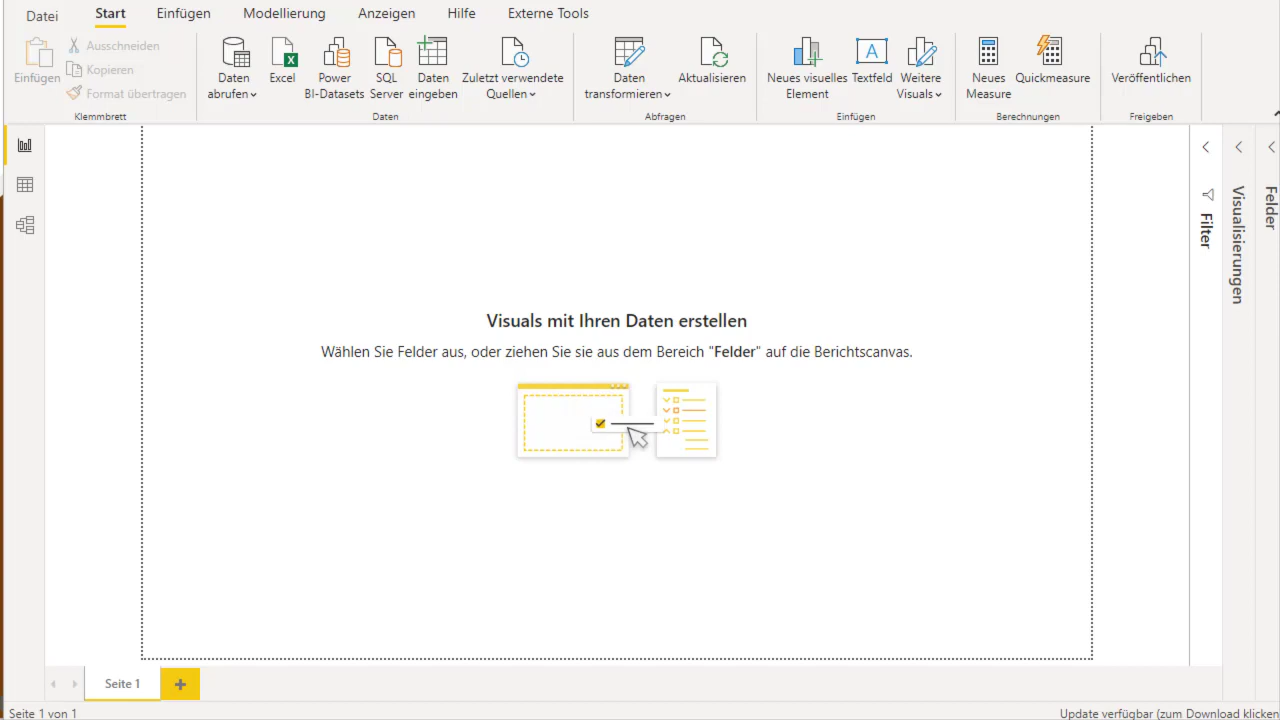 Datei Start Einfügen Modellierung Anzeigen Hilfe Externe Tools
Einfügen
Ausschneiden
Kopieren
Format übertragen
Klemmbrett
Daten
abrufen
Excel
Power
BI-Datasets
SQL
Server
Daten
eingeben
Zuletzt verwendete
Quellen
Daten
Daten
transformieren
Aktualisieren
Abfragen
Neues visuelles
Element
Textfeld
Weitere
Visuals
Einfügen
Neues
Measure
Quickmeasure
Berechnungen
Veröffentlichen
Freigeben
Filter
Visualisierungen
Felder
Visuals mit Ihren Daten erstellen
Wählen Sie Felder aus, oder ziehen Sie sie aus dem Bereich "Felder" auf die Berichtscanvas.
Seite 1
Seite 1 von 1
Update verfügbar (zum Download klicken